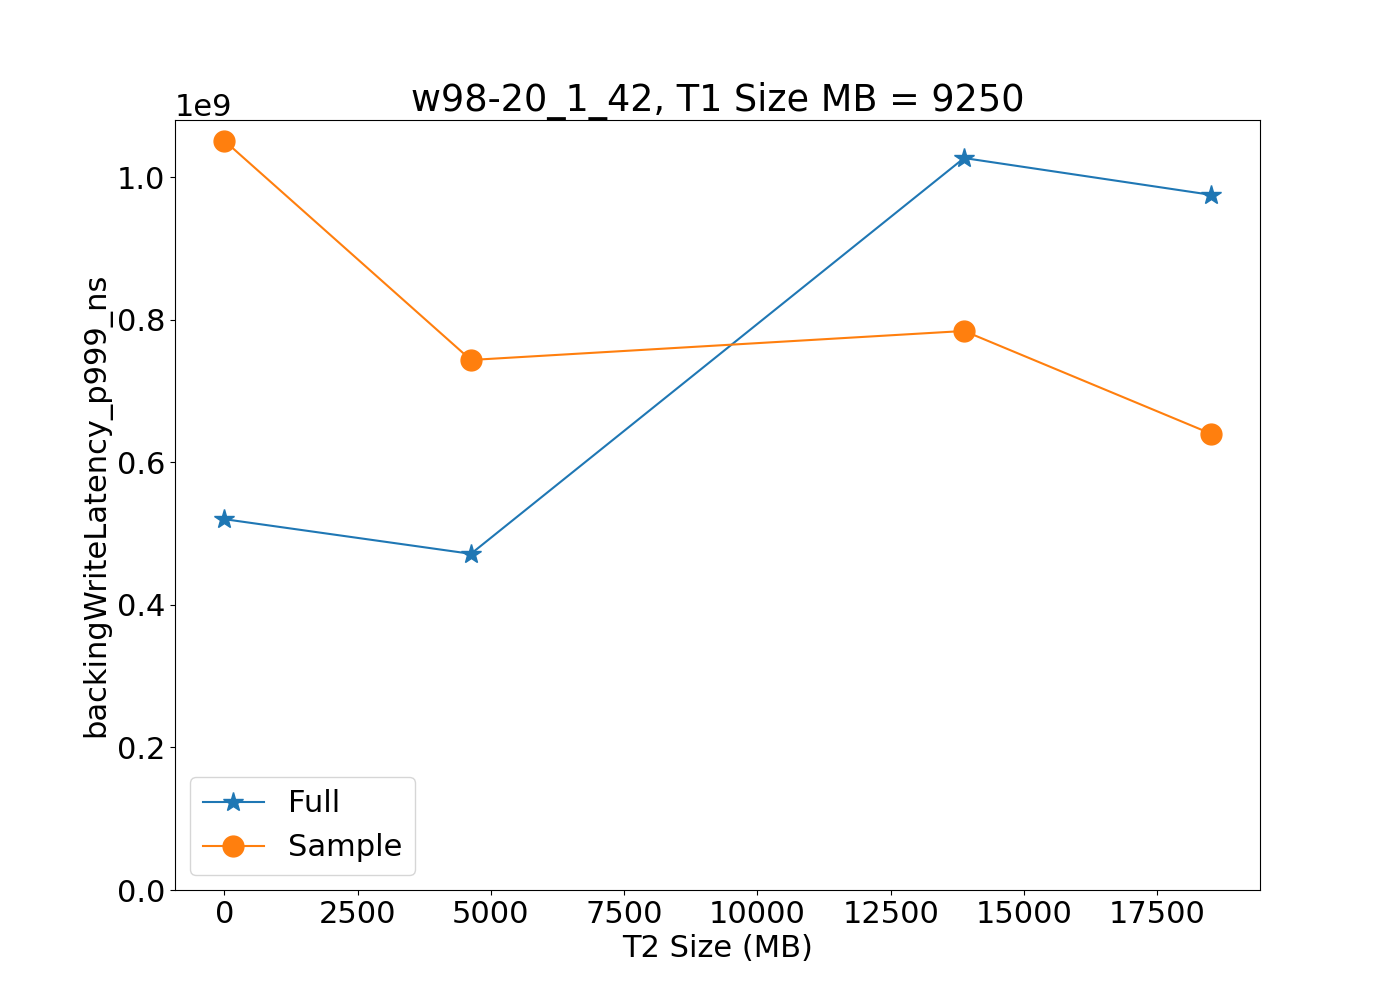 w98-20_1_42, T1 Size MB = 9250
1e9
1.0
0.8
0.6
0.4
0.2
0.0
backingWriteLatency_p999_ns
Full
Sample
0 2500 5000 7500 10000 12500 15000 17500
T2 Size (MB)